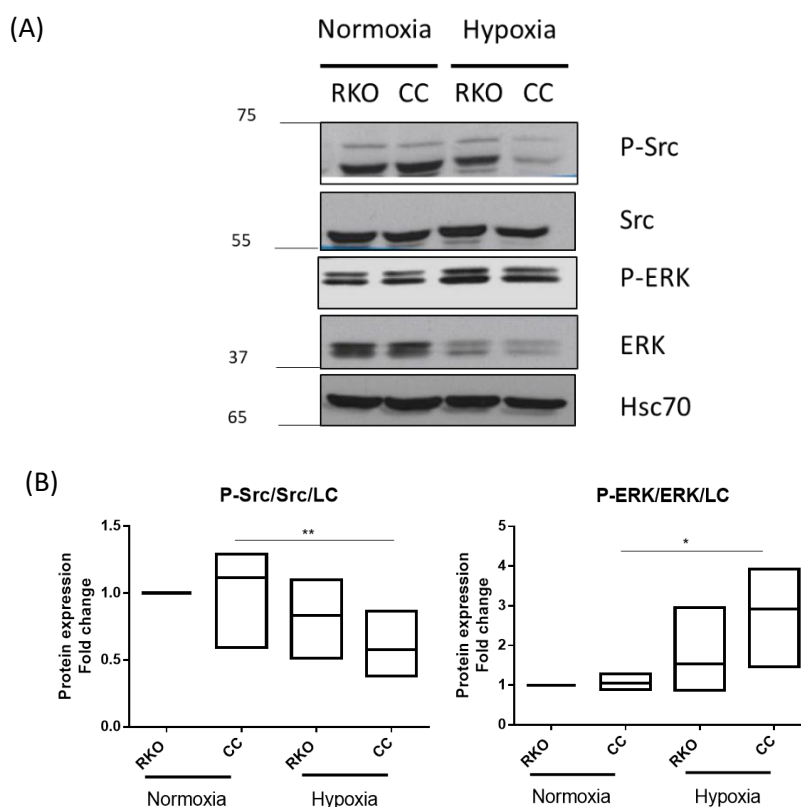 (A)
Normoxia Hypoxia
RKO CC RKO CC
75
P-Src
Src
55
P-ERK
ERK
37
Hsc70
65
(B)
P-Src/Src/LC
Protein expression
Fold change
1.5
1.0
0.5
0.0
**
RKO CC RKO CC
Normoxia Hypoxia
P-ERK/ERK/LC
Protein expression
Fold change
5
4
3
2
1
0
*
RKO CC RKO CC
Normoxia Hypoxia